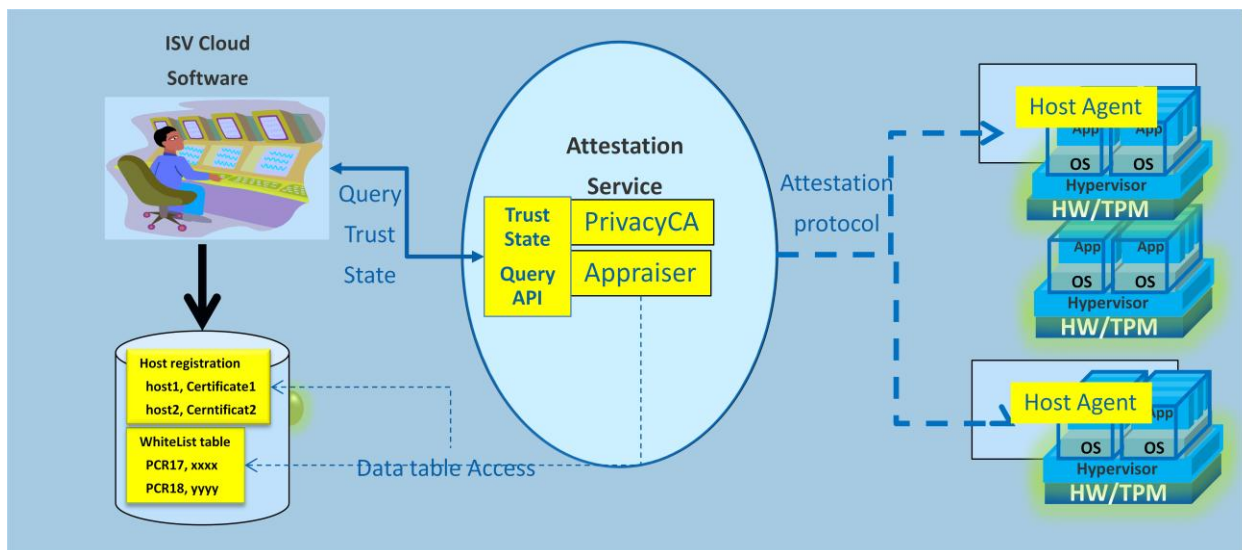 ISV Cloud
Software
Query
Trust
State
Host registration
host1, Certificate1
host2, Cerntificat2
WhiteList table
PCR17, xxxx
PCR18, yyyy
Data table Access
Attestation
Service
Trust
State
Query
API
PrivacyCA
Appraiser
Attestation
protocol
Host Agent
App App
OS OS
Hypervisor
HW/TPM
App App
OS OS
Hypervisor
HW/TPM
Host Agent
App
OS OS
Hypervisor
HW/TPM